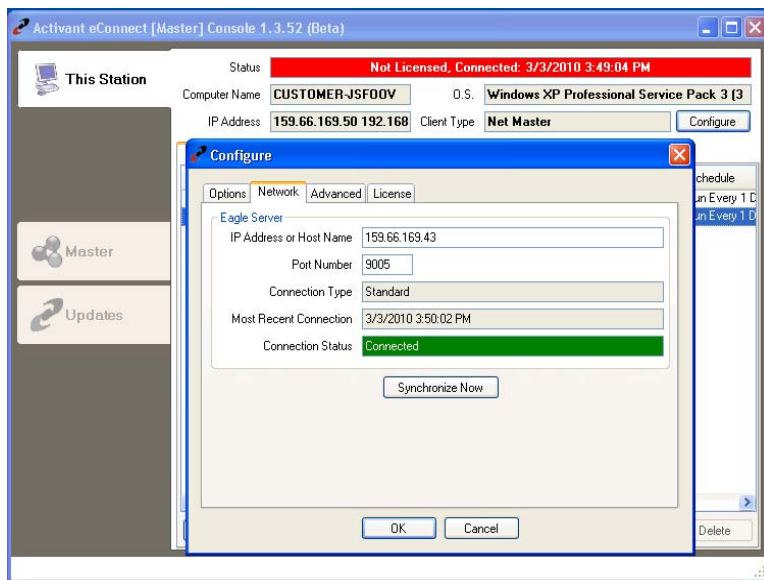 Activant eConnect [Master] Console 1.3.52 (Beta)
This Station
Status Not Licensed, Connected: 3/3/2010 3:49:04 PM
Computer Name CUSTOMER-JSFOOV O.S. Windows XP Professional Service Pack 3 (3
IP Address 159.66.169.50 192.168 Client Type Net Master Configure
Configure
chedule
Options Network Advanced License
un Every 1 D
Eagle Server
un Every 1 D
IP Address or Host Name 159.66.169.43
Master
Port Number 9005
Connection Type Standard
Updates
Most Recent Connection 3/3/2010 3:50:02 PM
Connection Status Connected
Synchronize Now
OK Cancel
Delete